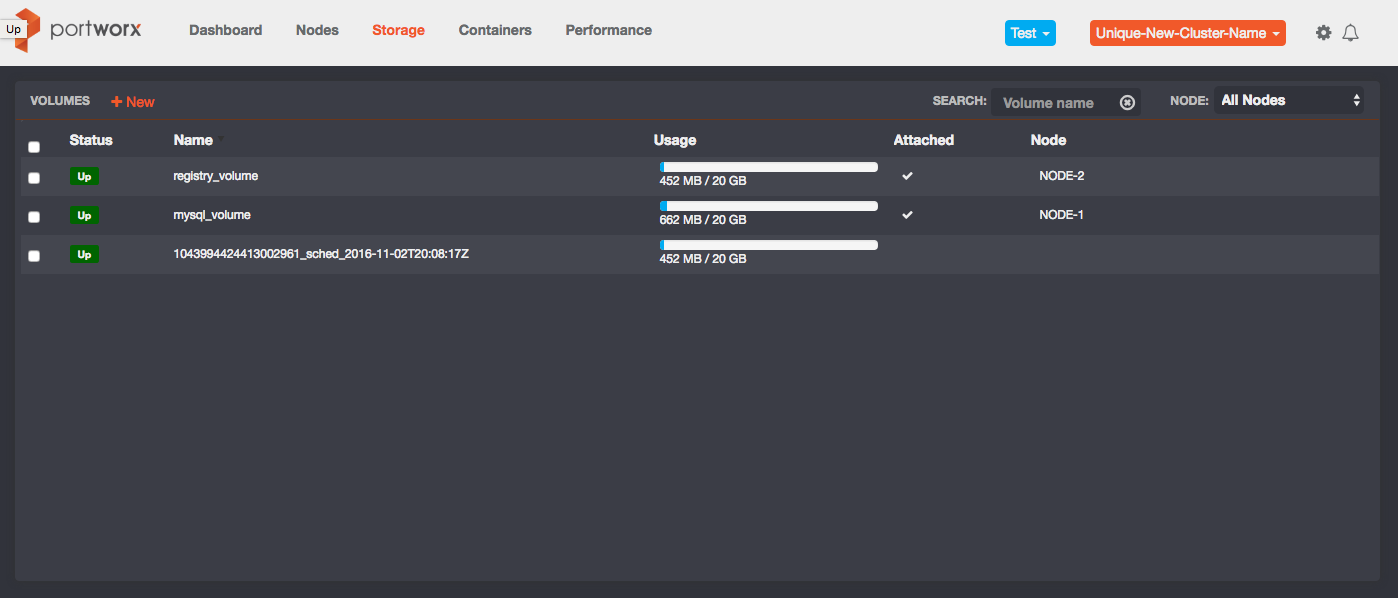 Up
portworx
Dashboard Nodes Storage Containers Performance
Test
Unique-New-Cluster-Name
VOLUMES + New
SEARCH: Volume name
NODE: All Nodes
Status Name Usage Attached Node
Up registry_volume 452 MB / 20 GB NODE-2
Up mysql_volume 662 MB / 20 GB NODE-1
Up 1043994424413002961_sched_2016-11-02T20:08:17Z 452 MB / 20 GB